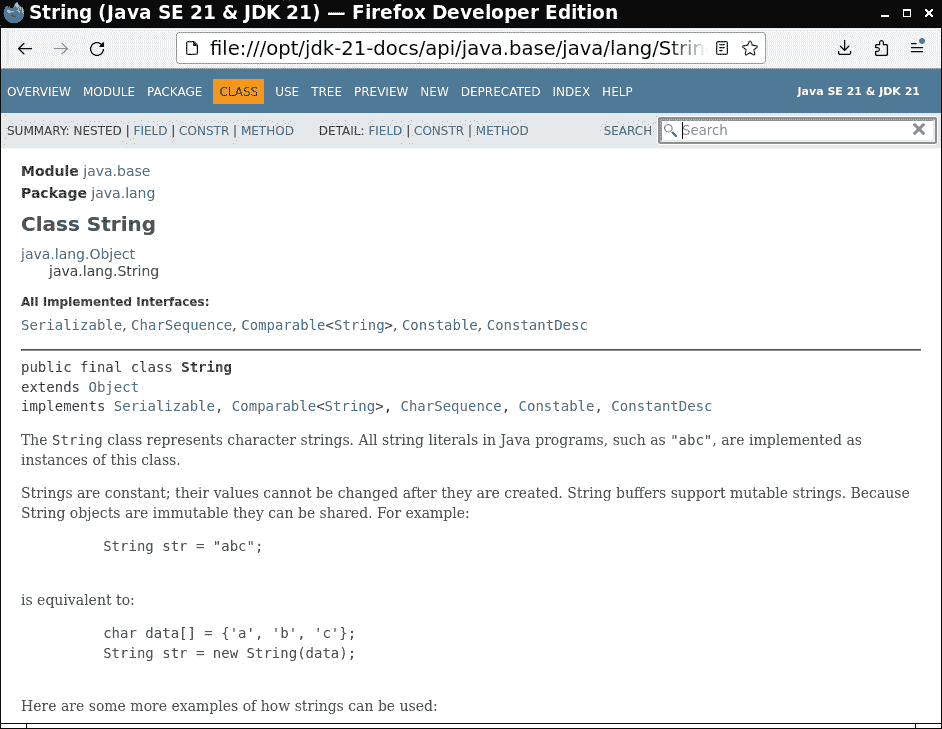 String (Java SE 21 & JDK 21) — Firefox Developer Edition
file:///opt/jdk-21-docs/api/java.base/java/lang/Strin
OVERVIEW MODULE PACKAGE CLASS USE TREE PREVIEW NEW DEPRECATED INDEX HELP Java SE 21 & JDK 21
SUMMARY: NESTED | FIELD | CONSTR | METHOD DETAIL: FIELD | CONSTR | METHOD SEARCH Search
Module java.base
Package java.lang
Class String
java.lang.Object
java.lang.String
All Implemented Interfaces:
Serializable, CharSequence, Comparable<String>, Constable, ConstantDesc
public final class String
extends Object
implements Serializable, Comparable<String>, CharSequence, Constable, ConstantDesc
The String class represents character strings. All string literals in Java programs, such as "abc", are implemented as
instances of this class.
Strings are constant; their values cannot be changed after they are created. String buffers support mutable strings. Because
String objects are immutable they can be shared. For example:
String str = "abc";
is equivalent to:
char data[] = {'a', 'b', 'c'};
String str = new String(data);
Here are some more examples of how strings can be used: